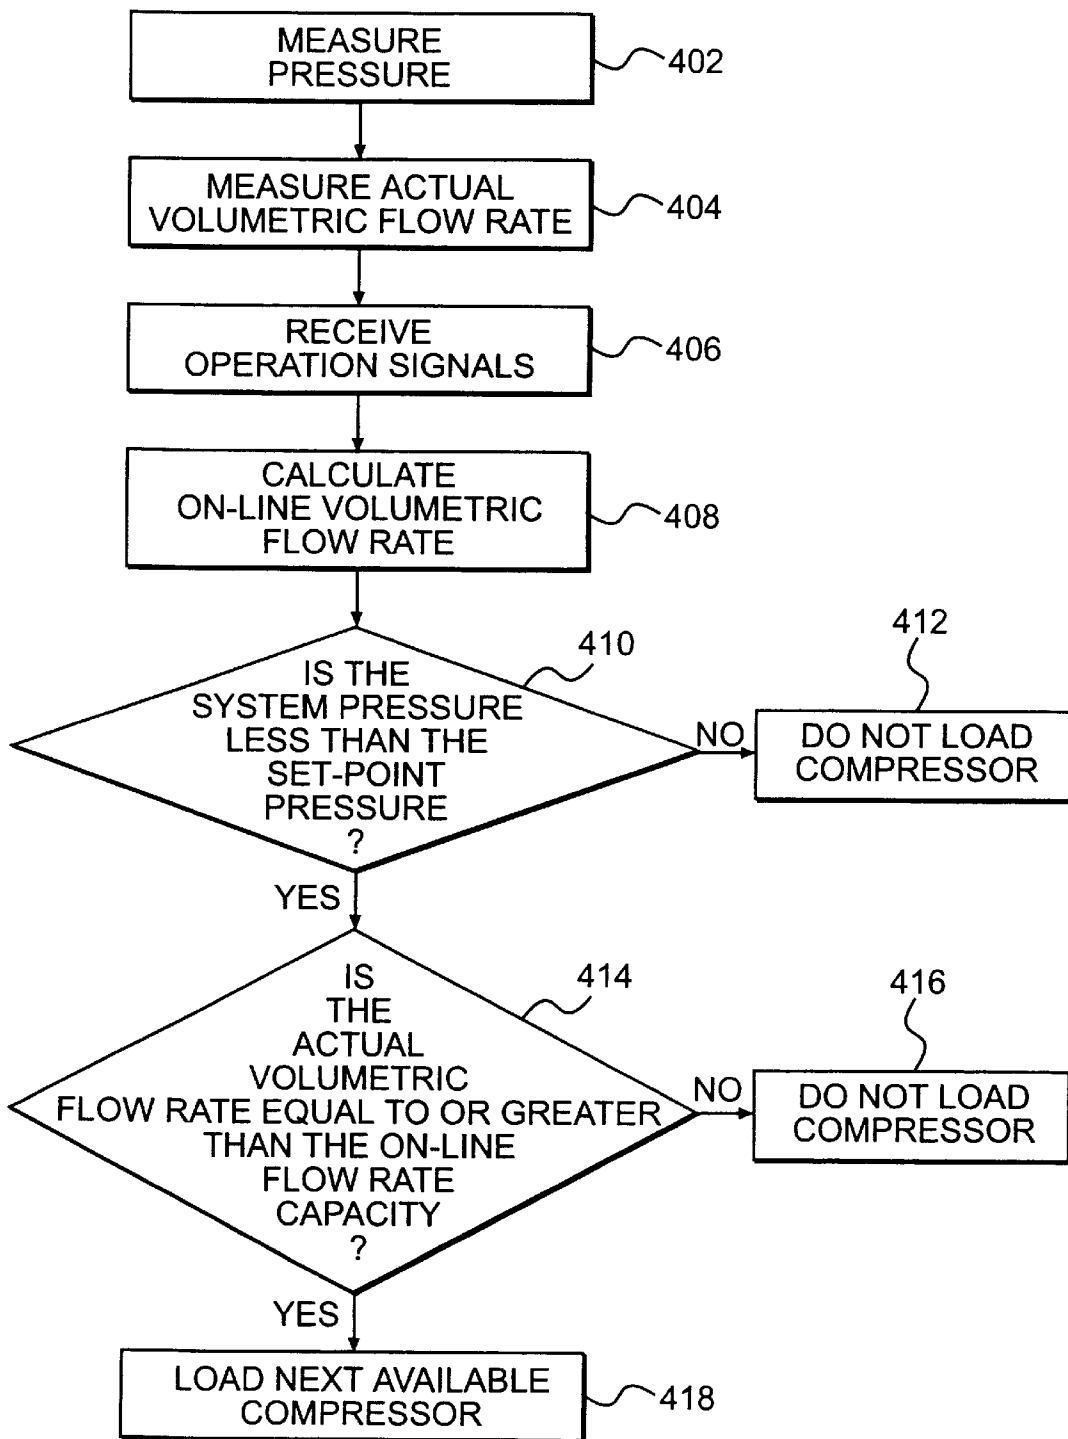 MEASURE
PRESSURE
402
MEASURE ACTUAL
VOLUMETRIC FLOW RATE
404
RECEIVE
OPERATION SIGNALS
406
CALCULATE
ON-LINE VOLUMETRIC
FLOW RATE
408
IS THE
SYSTEM PRESSURE
LESS THAN THE
SET-POINT
PRESSURE
?
410
NO
412
DO NOT LOAD
COMPRESSOR
YES
IS
THE
ACTUAL
VOLUMETRIC
FLOW RATE EQUAL TO OR GREATER
THAN THE ON-LINE
FLOW RATE
CAPACITY
?
414
NO
416
DO NOT LOAD
COMPRESSOR
YES
LOAD NEXT AVAILABLE
COMPRESSOR
418